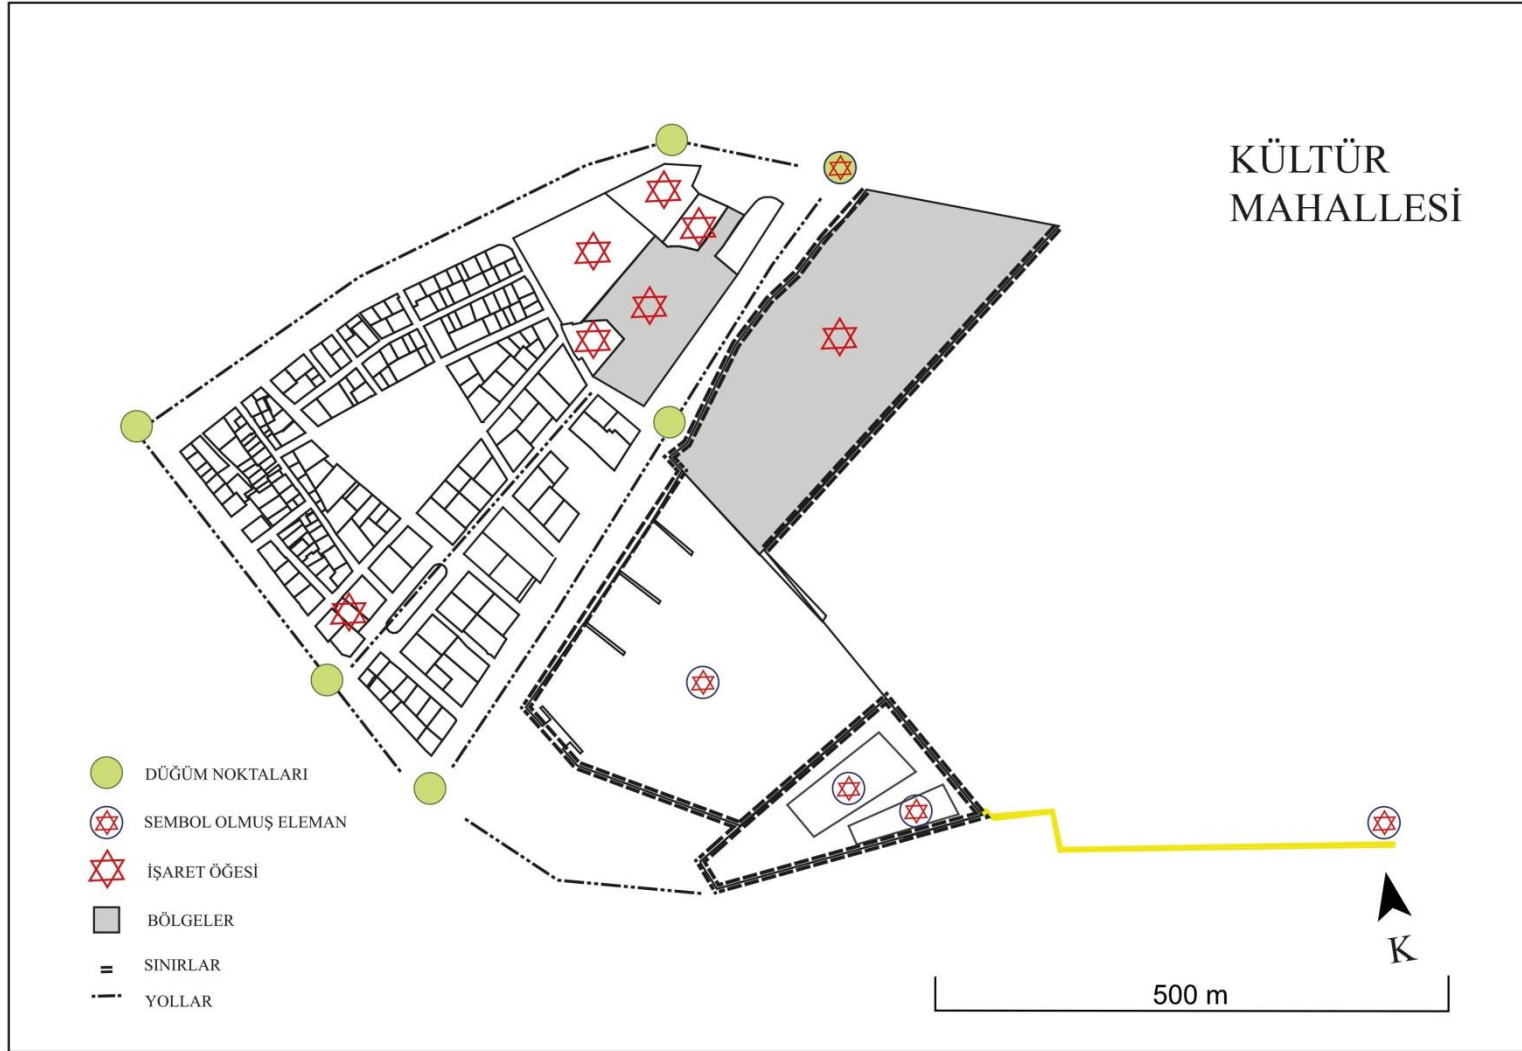 KÜLTÜR
MAHALLESİ
DÜĞÜM NOKTALARI
SEMBOL OLMUŞ ELEMAN
İŞARET ÖĞESİ
BÖLGELER
SINIRLAR
YOLLAR
K
500 m